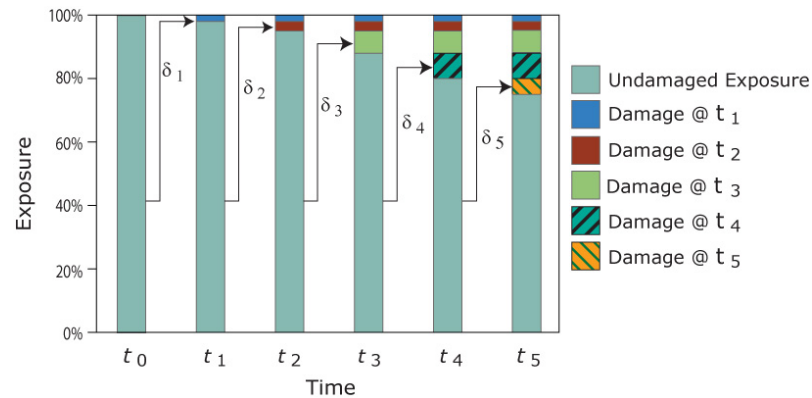 100%
80%
60%
40%
20%
0%
Exposure
δ 1
δ 2
δ 3
δ 4
δ 5
t 0
t 1
t 2
t 3
t 4
t 5
Time
Undamaged Exposure
Damage @ t 1
Damage @ t 2
Damage @ t 3
Damage @ t 4
Damage @ t 5